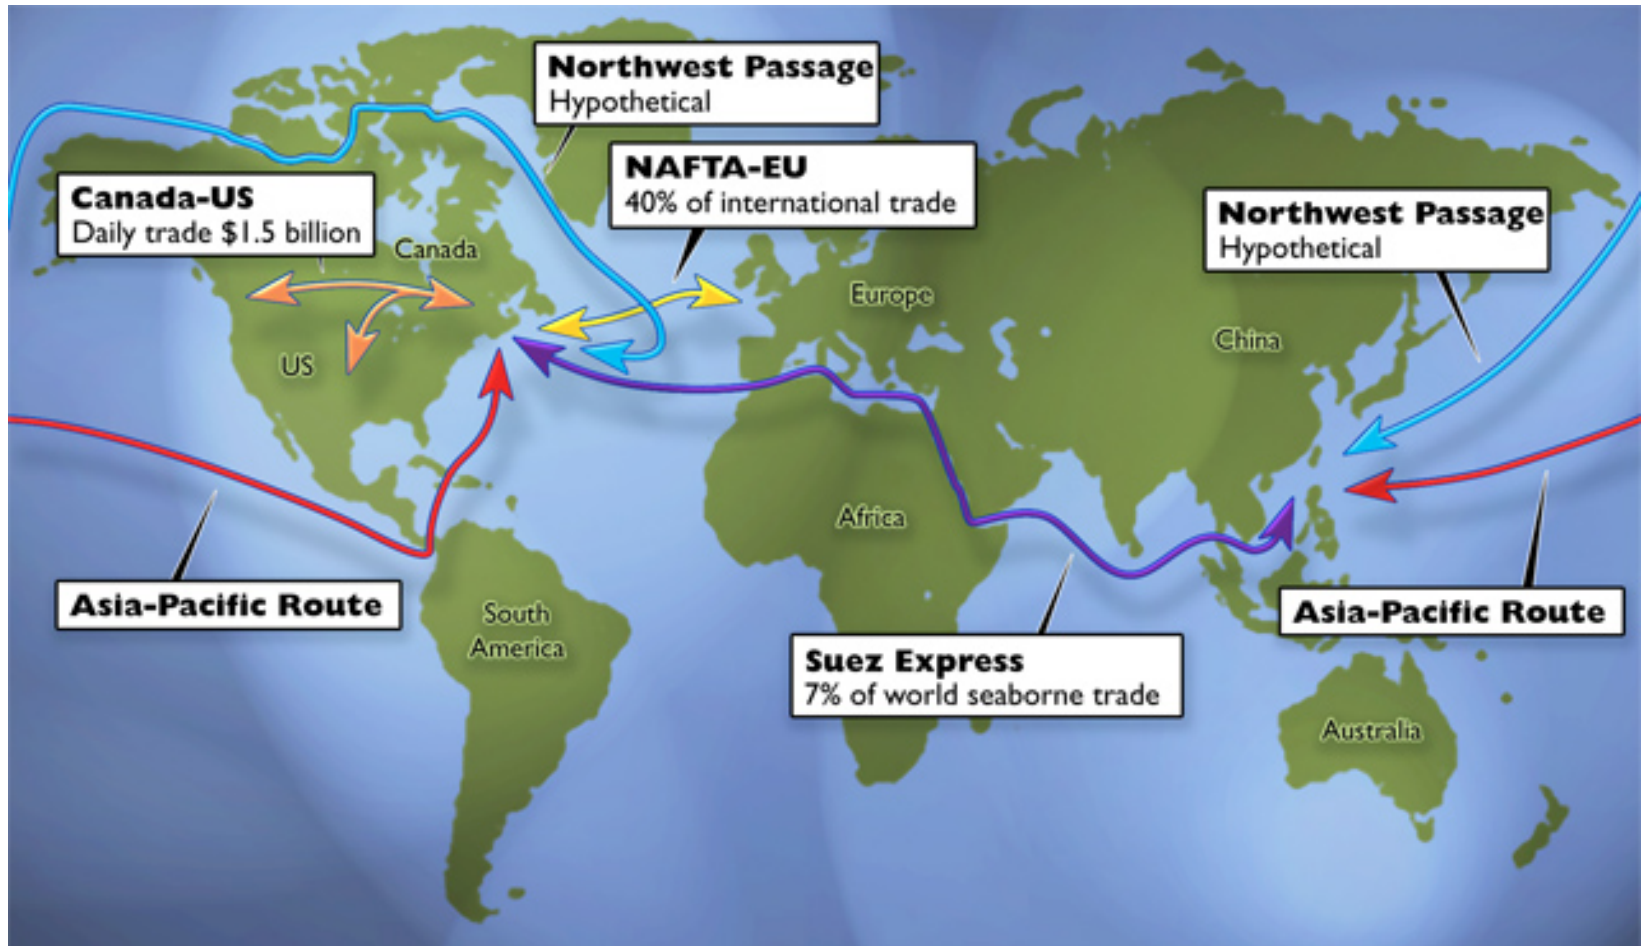 Northwest Passage
Hypothetical
NAFTA-EU
40% of international trade
Canada-US
Daily trade $1.5 billion
Canada
Northwest Passage
Hypothetical
Europe
China
US
Africa
Asia-Pacific Route
South
America
Asia-Pacific Route
Suez Express
7% of world seaborne trade
Australia